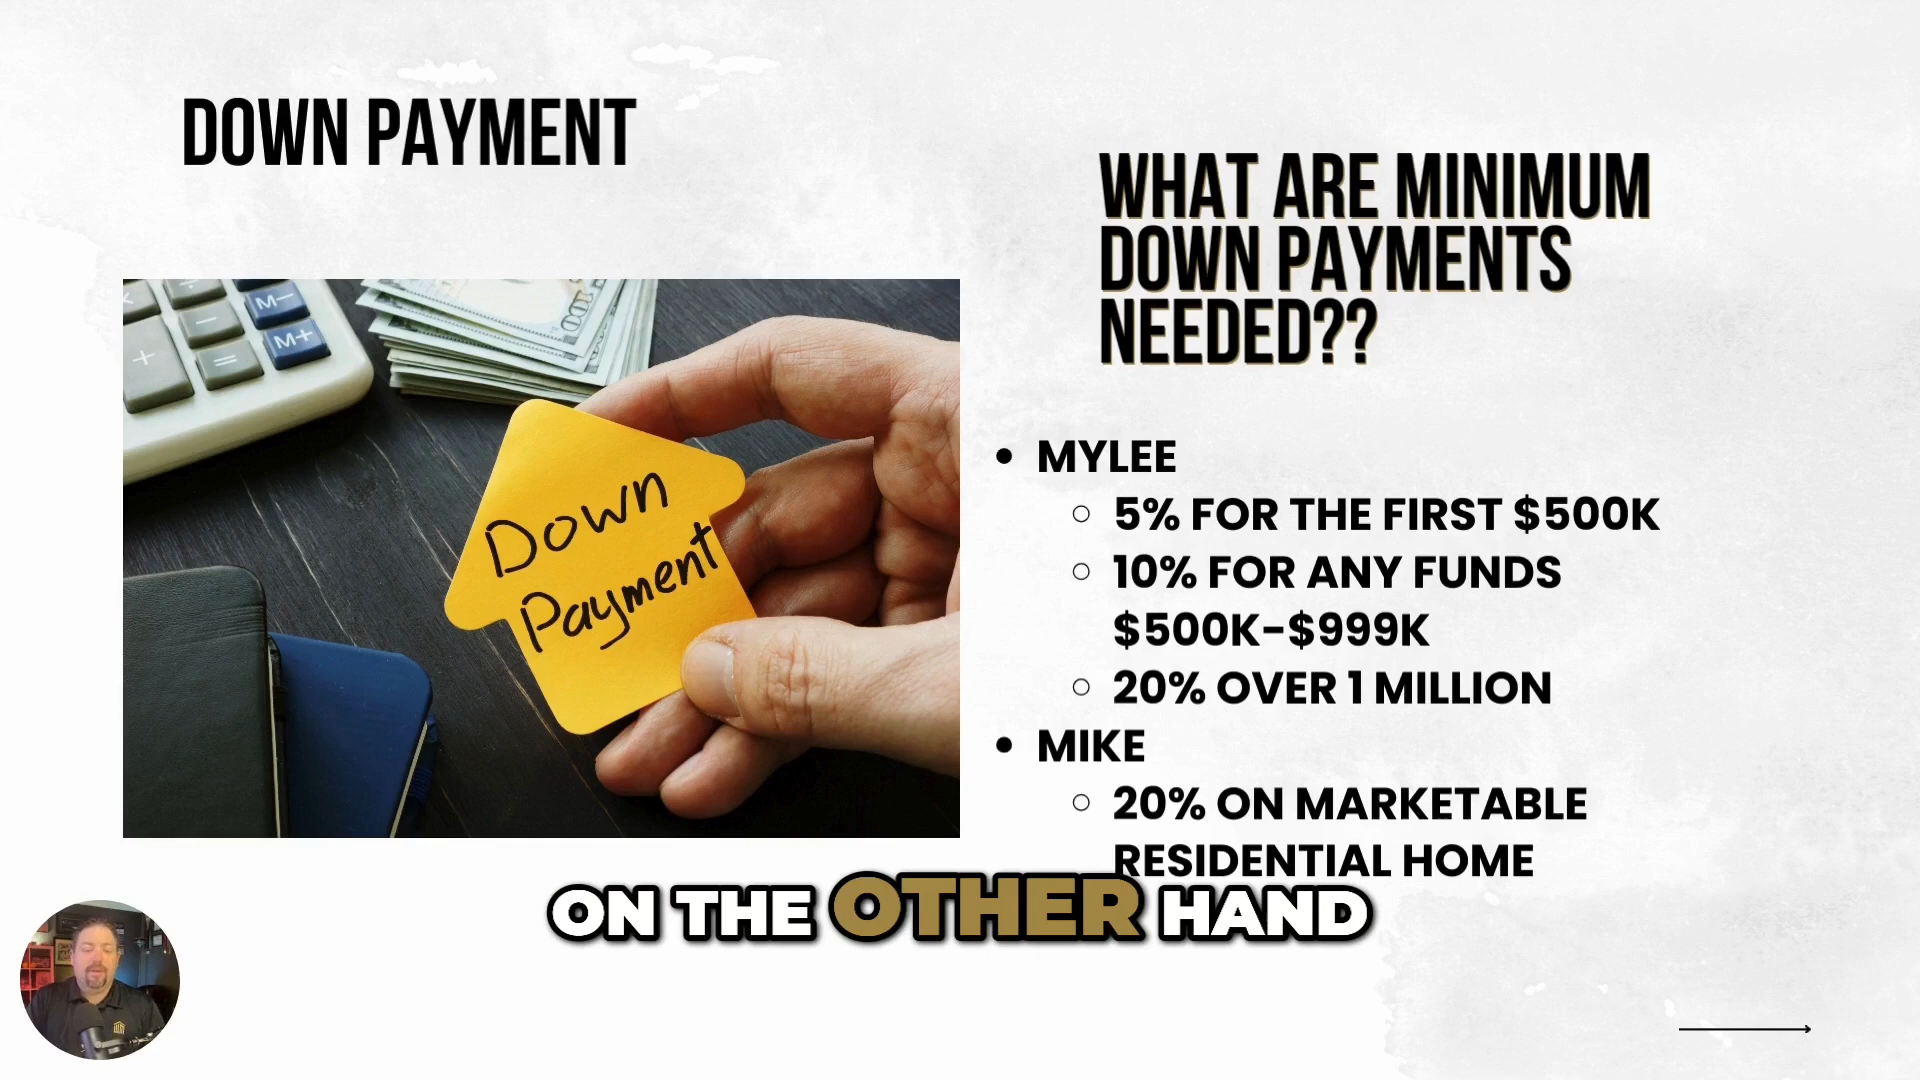 DOWN PAYMENT
WHAT ARE MINIMUM
DOWN PAYMENTS
NEEDED??
M−
M+
−
+
=
100
Down
Payment
• MYLEE
○ 5% FOR THE FIRST $500K
○ 10% FOR ANY FUNDS
$500K-$999K
○ 20% OVER 1 MILLION
• MIKE
○ 20% ON MARKETABLE
RESIDENTIAL HOME
ON THE OTHER HAND